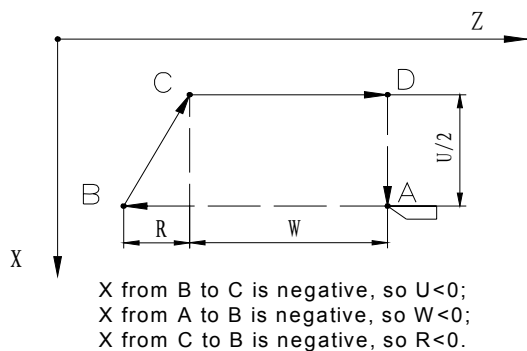 Z
C
D
U/2
B
A
R
W
X
X from B to C is negative, so U<0;
X from A to B is negative, so W<0;
X from C to B is negative, so R<0.